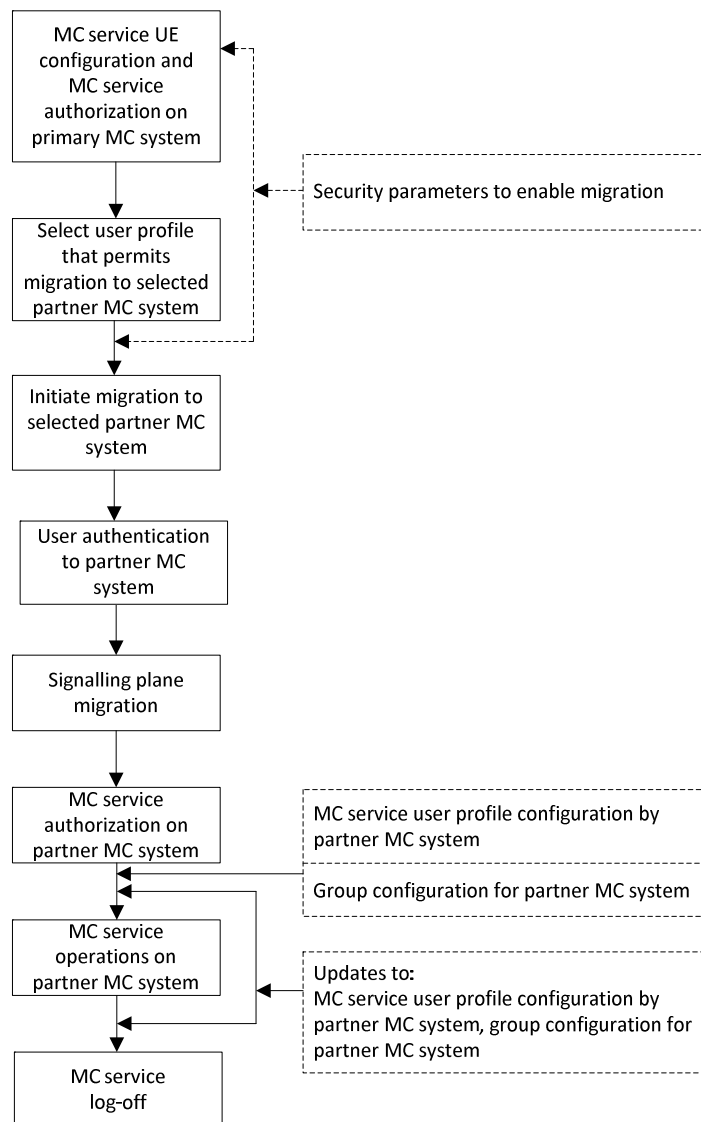 MC service UE
configuration and
MC service
authorization on
primary MC system
Security parameters to enable migration
Select user profile
that permits
migration to selected
partner MC system
Initiate migration to
selected partner MC
system
User authentication
to partner MC
system
Signalling plane
migration
MC service
authorization on
partner MC system
MC service user profile configuration by
partner MC system
Group configuration for partner MC system
MC service
operations on
partner MC system
Updates to:
MC service user profile configuration by
partner MC system, group configuration for
partner MC system
MC service
log-off